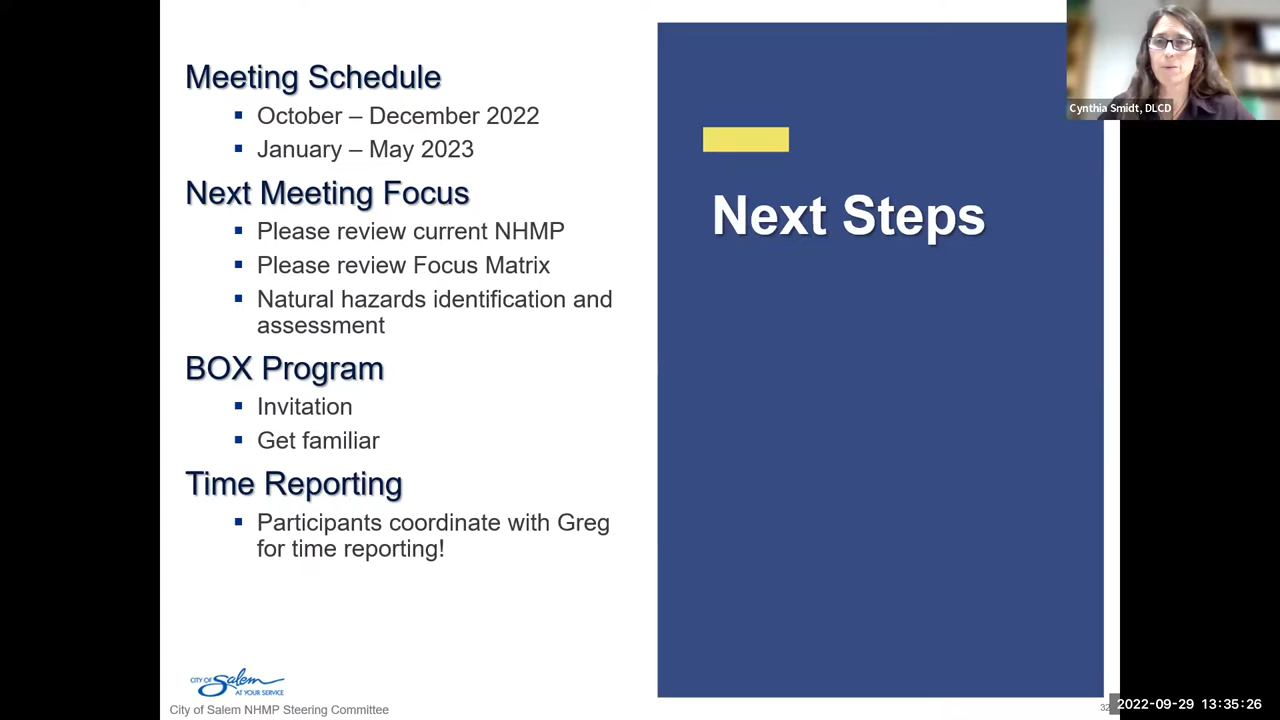 Meeting Schedule
October – December 2022
January – May 2023
Next Meeting Focus
Please review current NHMP
Please review Focus Matrix
Natural hazards identification and
assessment
BOX Program
Invitation
Get familiar
Time Reporting
Participants coordinate with Greg
for time reporting!
CITY OF Salem
AT YOUR SERVICE
City of Salem NHMP Steering Committee
Next Steps
Cynthia Smidt, DLCD
32
2022-09-29 13:35:26